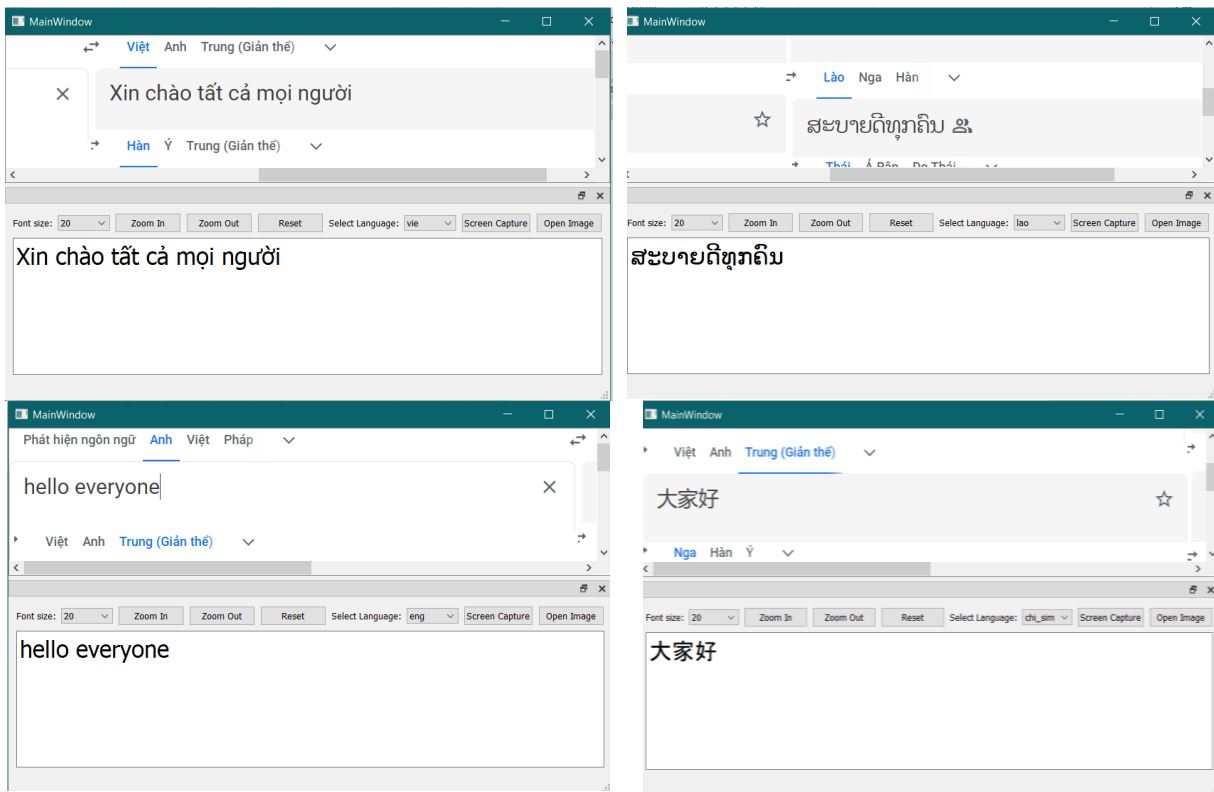 MainWindow
Việt Anh Trung (Giản thể)
Xin chào tất cả mọi người
Hàn Ý Trung (Giản thể)
Font size: 20 Zoom In Zoom Out Reset Select Language: vie Screen Capture Open Image
Xin chào tất cả mọi người
MainWindow
Lào Nga Hàn
ສະບາຍດີທຸກຄົນ
Thái Ả Rập Do Thái
Font size: 20 Zoom In Zoom Out Reset Select Language: lao Screen Capture Open Image
ສະບາຍດີທຸກຄົນ
MainWindow
Phát hiện ngôn ngữ Anh Việt Pháp
hello everyone
Việt Anh Trung (Giản thể)
Font size: 20 Zoom In Zoom Out Reset Select Language: eng Screen Capture Open Image
hello everyone
MainWindow
Việt Anh Trung (Giản thể)
大家好
Nga Hàn Ý
Font size: 20 Zoom In Zoom Out Reset Select Language: chi_sim Screen Capture Open Image
大家好